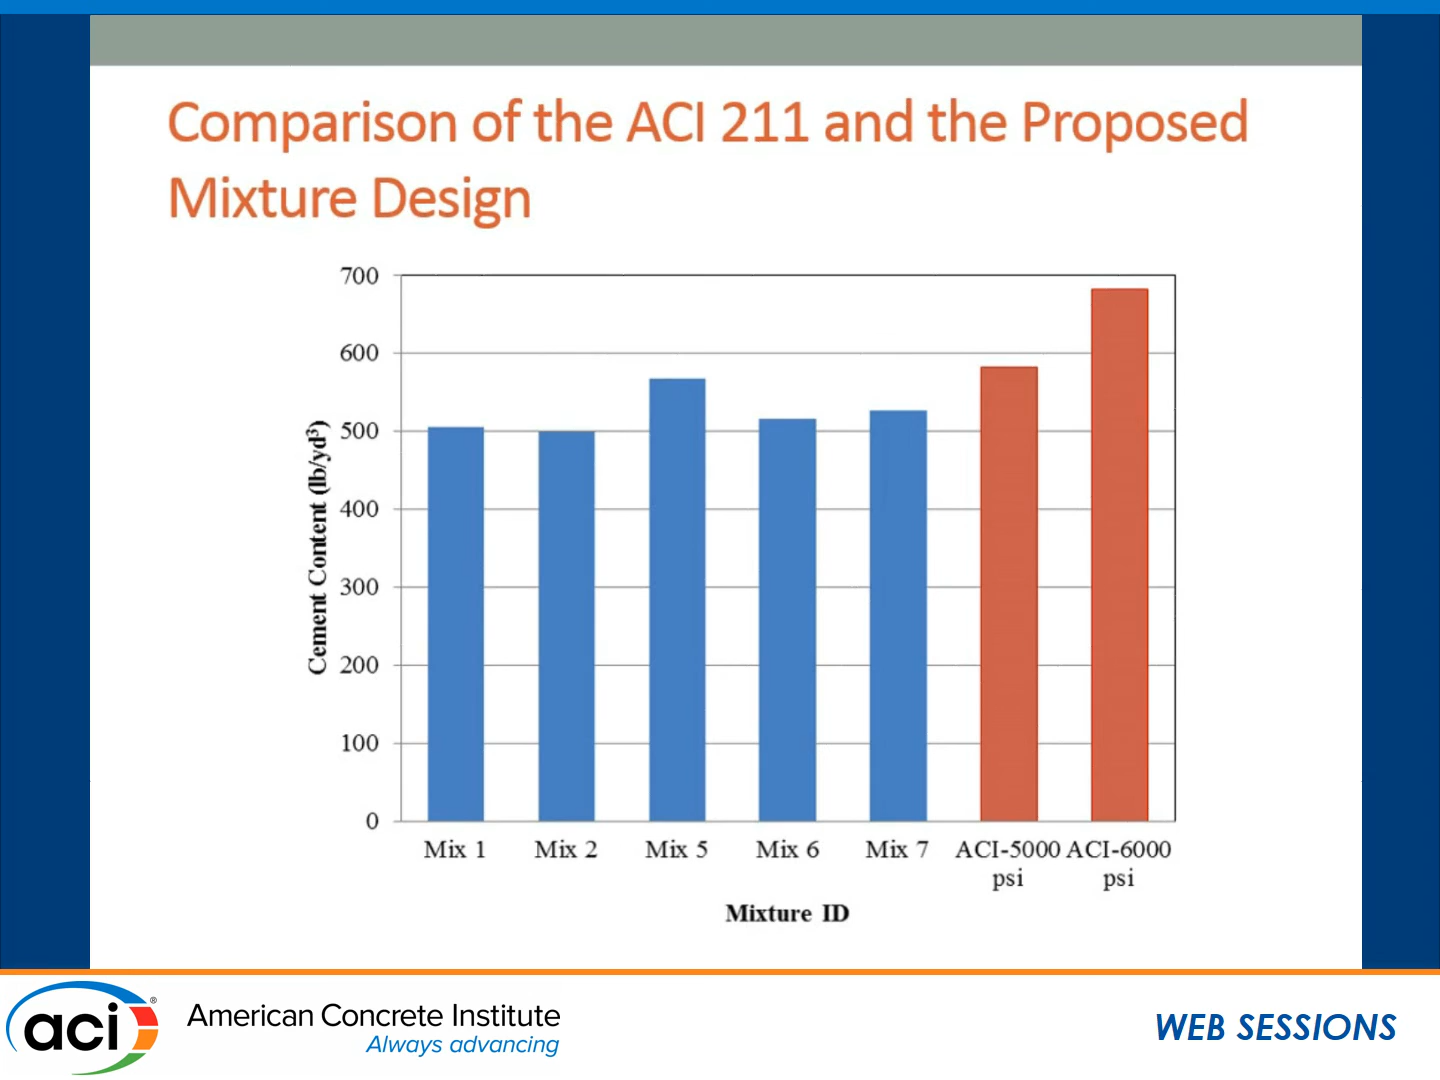 Comparison of the ACI 211 and the Proposed
Mixture Design
700
600
500
400
300
200
100
0
Cement Content (lb/yd³)
Mix 1 Mix 2 Mix 5 Mix 6 Mix 7 ACI-5000 ACI-6000
psi psi
Mixture ID
aci®
American Concrete Institute
Always advancing
WEB SESSIONS